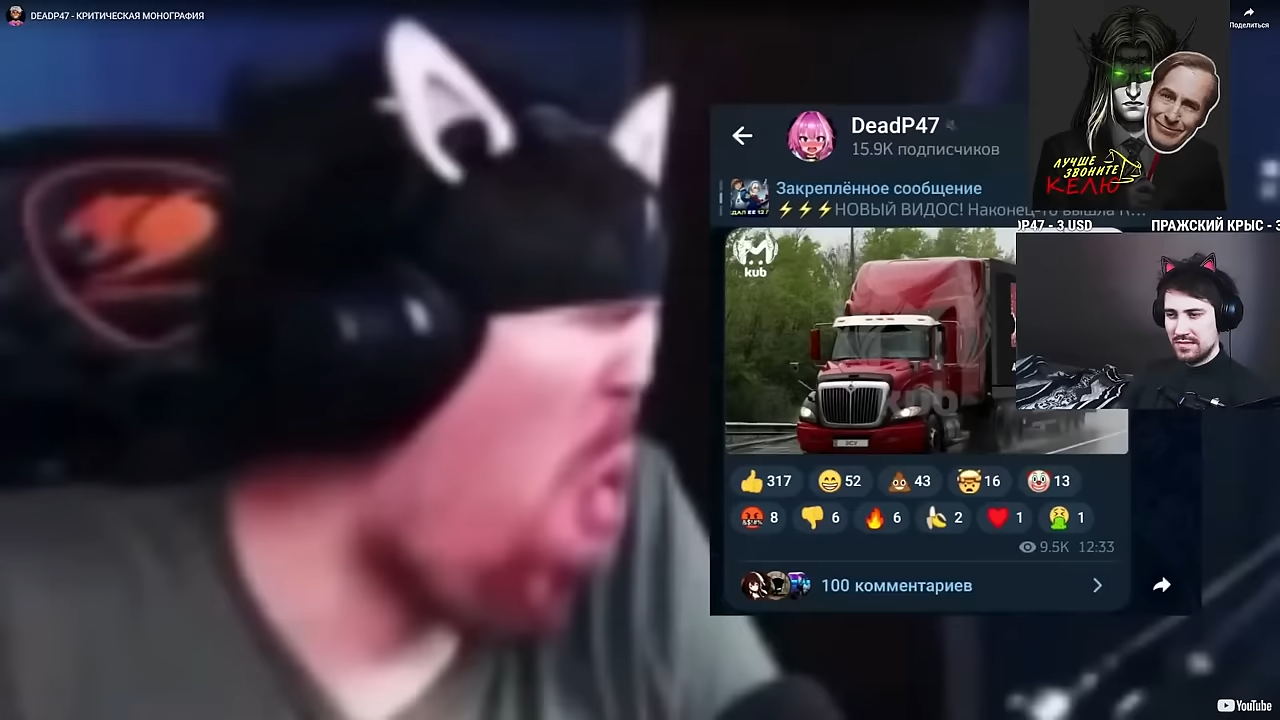 DEADP47 - КРИТИЧЕСКАЯ МОНОГРАФИЯ
Поделиться
DeadP47
15.9K подписчиков
Закреплённое сообщение
⚡⚡⚡НОВЫЙ ВИДОС! Наконец-то вышла К...
ЛУЧШЕ
ЗВОНИТЕ
КЕЛЮ
P47 - 3 USD
ПРАЖСКИЙ КРЫС - 3
kub
kub
ЗСУ
317
52
43
16
13
8
6
6
2
1
1
9.5K 12:33
100 комментариев
YouTube